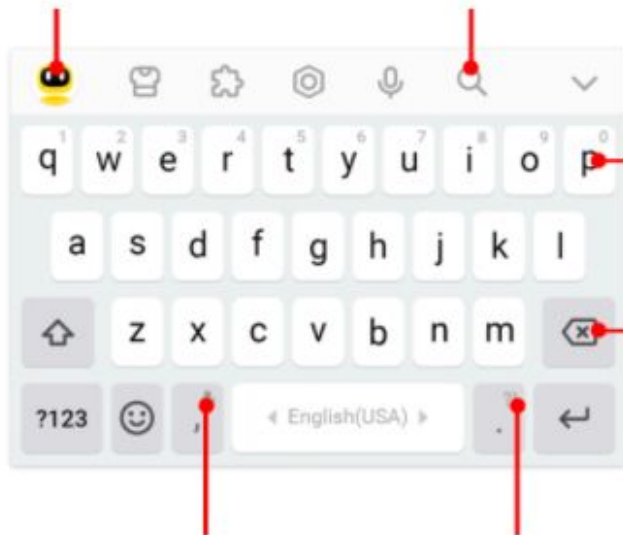 1 2 3 4 5 6 7 8 9 0
q w e r t y u i o p
a s d f g h j k l
z x c v b n m
?123 , English(USA) .